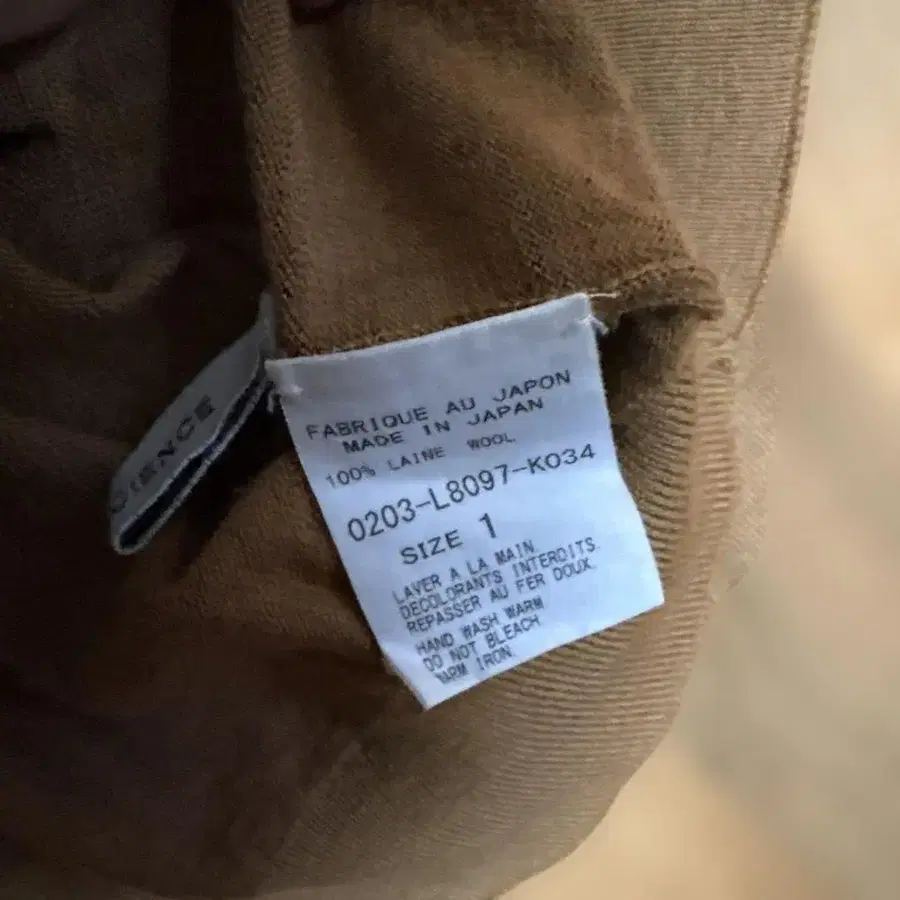 FABRIQUE AU JAPON
MADE IN JAPAN
100% LAINE WOOL
0203-L8097-K034
SIZE 1
LAVER A LA MAIN.
DECOLORANTS INTERDITS.
REPASSER AU FER DOUX.
HAND WASH WARM
DO NOT BLEACH.
WARM IRON.